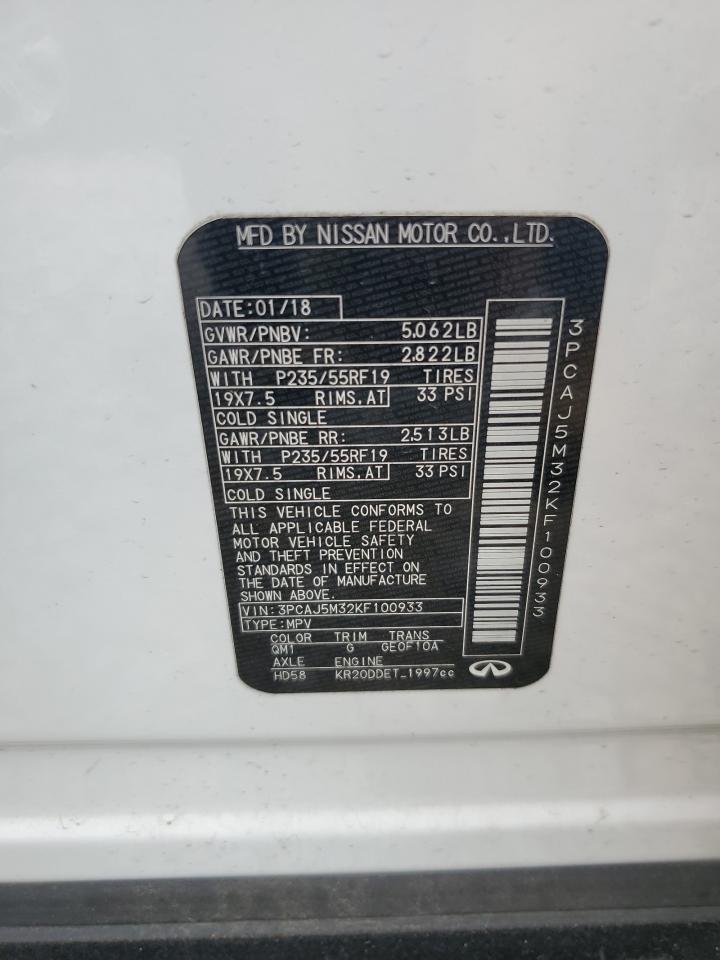 MFD BY NISSAN MOTOR CO.,LTD.
DATE:01/18
GVWR/PNBV: 5.062LB
GAWR/PNBE FR: 2.822LB
WITH P235/55RF19 TIRES
19X7.5 RIMS.AT 33 PSI
COLD SINGLE
GAWR/PNBE RR: 2.513LB
WITH P235/55RF19 TIRES
19X7.5 RIMS.AT 33 PSI
COLD SINGLE
THIS VEHICLE CONFORMS TO
ALL APPLICABLE FEDERAL
MOTOR VEHICLE SAFETY
AND THEFT PREVENTION
STANDARDS IN EFFECT ON
THE DATE OF MANUFACTURE
SHOWN ABOVE.
VIN:3PCAJ5M32KF100933
TYPE:MPV
COLOR TRIM TRANS
QM1 G GE0F10A
AXLE ENGINE
HD58 KR20DDET_1997cc
3PCAJ5M32KF100933